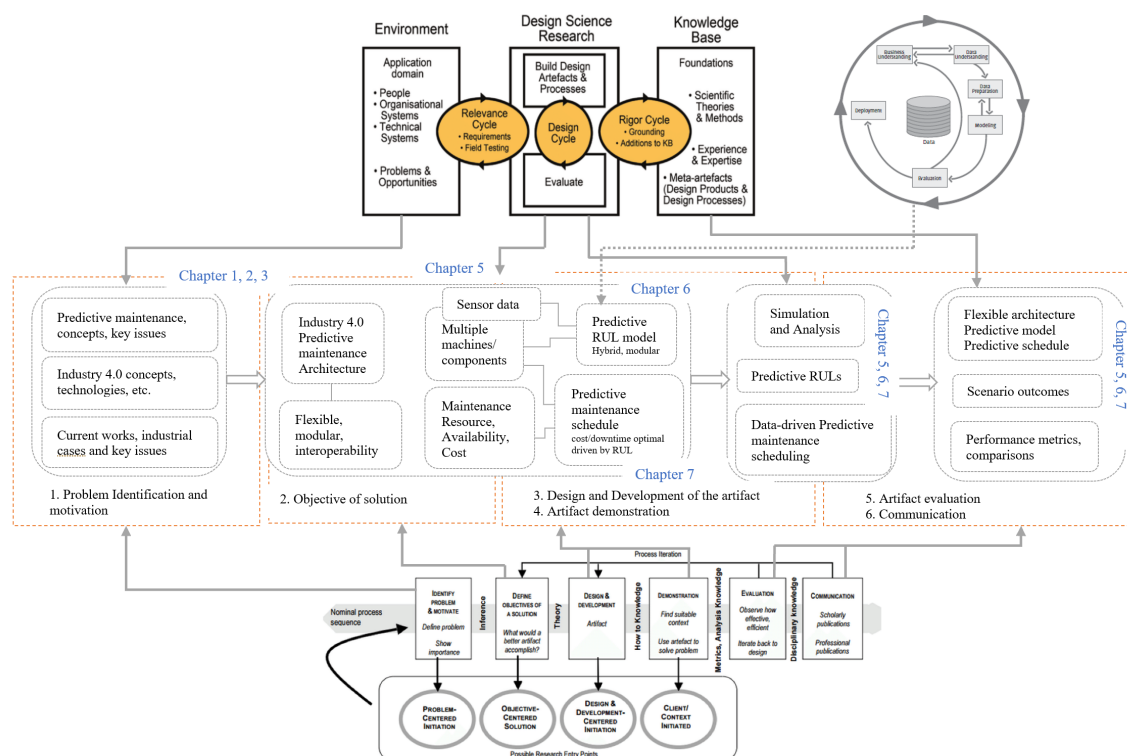 Environment
Application
domain
• People
• Organisational
Systems
• Technical
Systems
• Problems &
Opportunities
Relevance
Cycle
• Requirements
• Field Testing
Design Science
Research
Build Design
Artefacts &
Processes
Design
Cycle
Evaluate
Rigor Cycle
• Grounding
• Additions to KB
Knowledge
Base
Foundations
• Scientific
Theories
& Methods
• Experience
& Expertise
• Meta-artefacts
(Design Products &
Design Processes)
Business
Understanding
Data
Understanding
Data
Preparation
Modeling
Deployment
Data
Evaluation
Chapter 1, 2, 3
Predictive maintenance,
concepts, key issues
Industry 4.0 concepts,
technologies, etc.
Current works, industrial
cases and key issues
1. Problem Identification and
motivation
Chapter 5
Industry 4.0
Predictive
maintenance
Architecture
Flexible,
modular,
interoperability
Sensor data
Multiple
machines/
components
Maintenance
Resource,
Availability,
Cost
2. Objective of solution
Chapter 6
Predictive
RUL model
Hybrid, modular
Predictive
maintenance
schedule
cost/downtime optimal
driven by RUL
Chapter 7
3. Design and Development of the artifact
4. Artifact demonstration
Simulation
and Analysis
Predictive RULs
Data-driven Predictive
maintenance
scheduling
Chapter 5, 6, 7
Flexible architecture
Predictive model
Predictive schedule
Scenario outcomes
Performance metrics,
comparisons
Chapter 5, 6, 7
5. Artifact evaluation
6. Communication
Process Iteration
Nominal process
sequence
IDENTIFY
PROBLEM
& MOTIVATE
Define problem
Show
importance
Inference
DEFINE
OBJECTIVES OF
A SOLUTION
What would a
better artifact
accomplish?
Theory
DESIGN &
DEVELOPMENT
Artifact
How to Knowledge
DEMONSTRATION
Find suitable
context
Use artefact to
solve problem
Metrics, Analysis Knowledge
EVALUATION
Observe how
effective,
efficient
Iterate back to
design
Disciplinary knowledge
COMMUNICATION
Scholarly
publications
Professional
publications
PROBLEM-
CENTERED
INITIATION
OBJECTIVE-
CENTERED
SOLUTION
DESIGN &
DEVELOPMENT-
CENTERED
INITIATION
CLIENT/
CONTEXT
INITIATED
Possible Research Entry Points